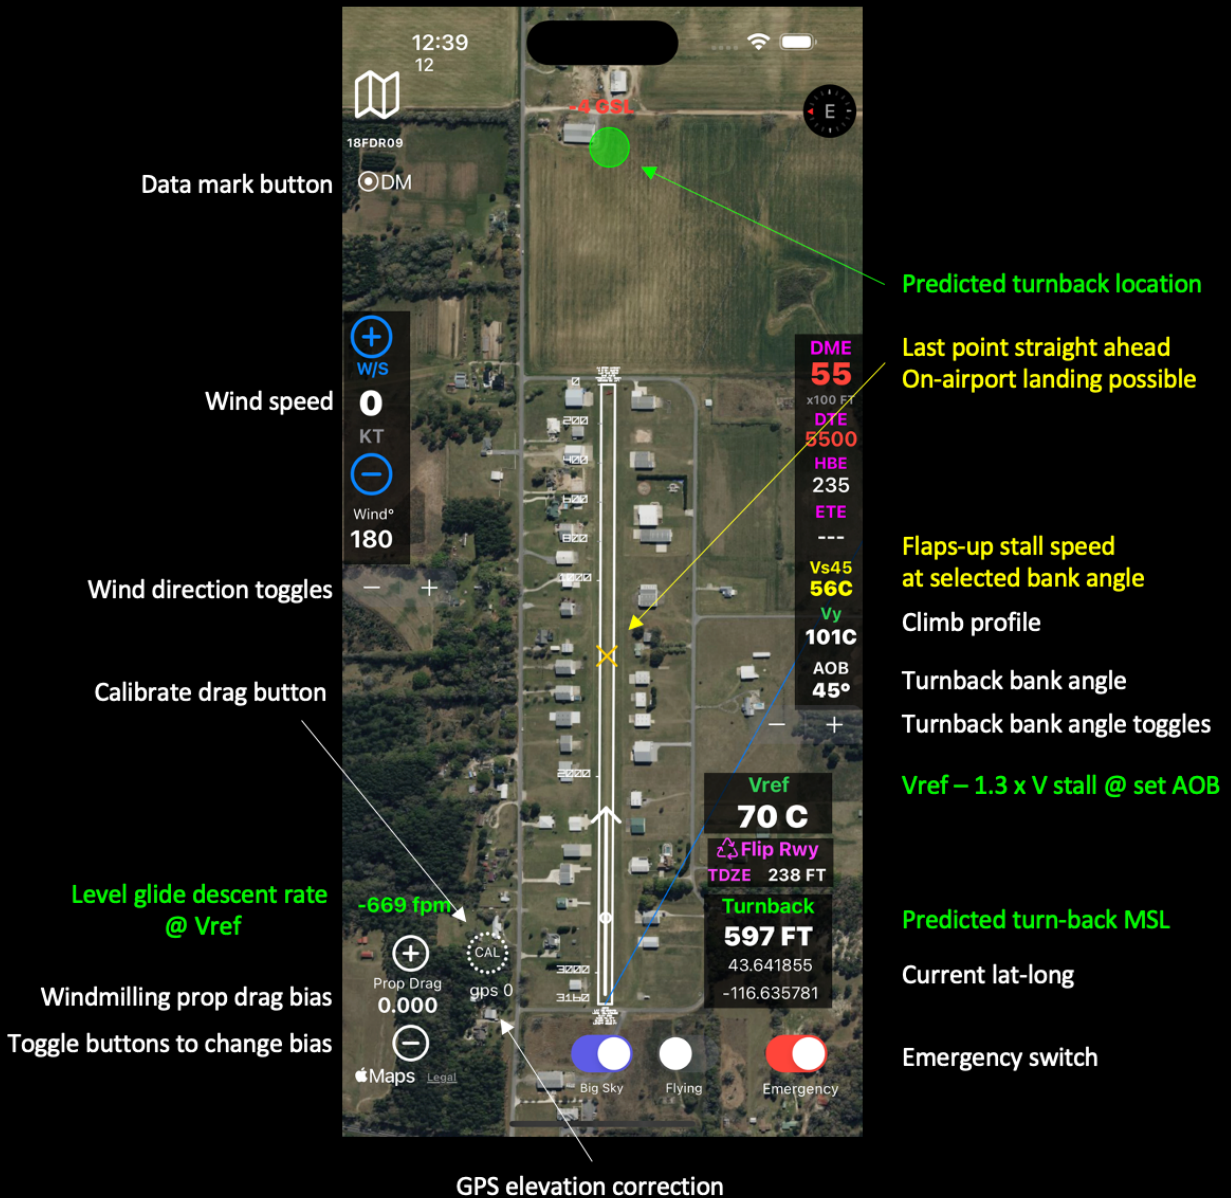 12:39
12
-4 GSL
E
18FDR09
Data mark button
DM
Predicted turnback location
W/S
Wind speed
0
KT
Wind°
180
Last point straight ahead
On-airport landing possible
DME
55
x100 FT
DTE
5500
HBE
235
ETE
---
0
200
400
600
800
1000
2000
3000
3160
Flaps-up stall speed
at selected bank angle
Vs45
56C
Wind direction toggles
− +
Vy
101C
Climb profile
AOB
45°
Turnback bank angle
− +
Turnback bank angle toggles
Calibrate drag button
Vref
70 C
Vref – 1.3 x V stall @ set AOB
Flip Rwy
TDZE 238 FT
Level glide descent rate
@ Vref
-669 fpm
Turnback
597 FT
Predicted turn-back MSL
CAL
gps 0
43.641855
-116.635781
Current lat-long
Windmilling prop drag bias
Prop Drag
0.000
Toggle buttons to change bias
Maps Legal
Big Sky
Flying
Emergency
Emergency switch
GPS elevation correction